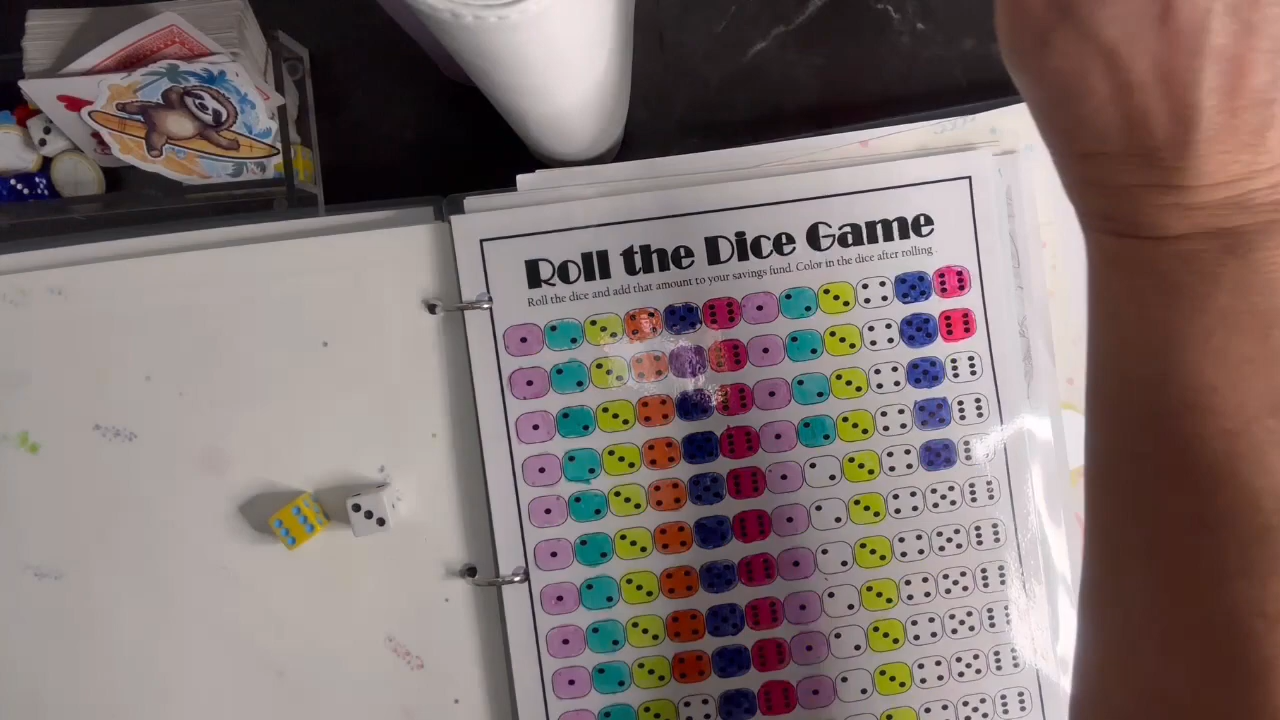 Roll the Dice Game
Roll the dice and add that amount to your savings fund. Color in the dice after rolling.